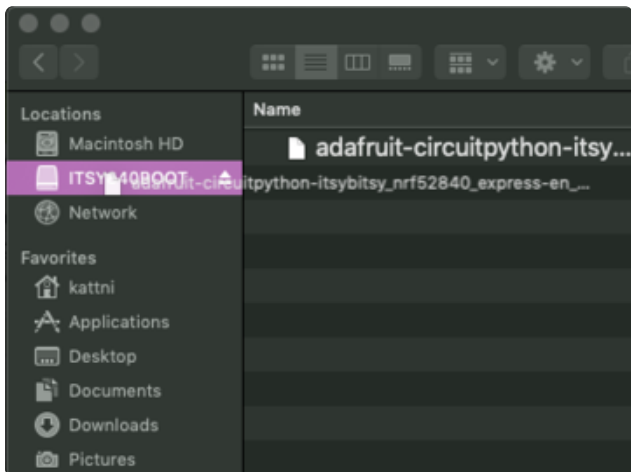 Locations
Macintosh HD
ITSY840BOOT
Network
Favorites
kattni
Applications
Desktop
Documents
Downloads
Pictures
Name
adafruit-circuitpython-itsy...
adafruit-circuitpython-itsybitsy_nrf52840_express-en_...